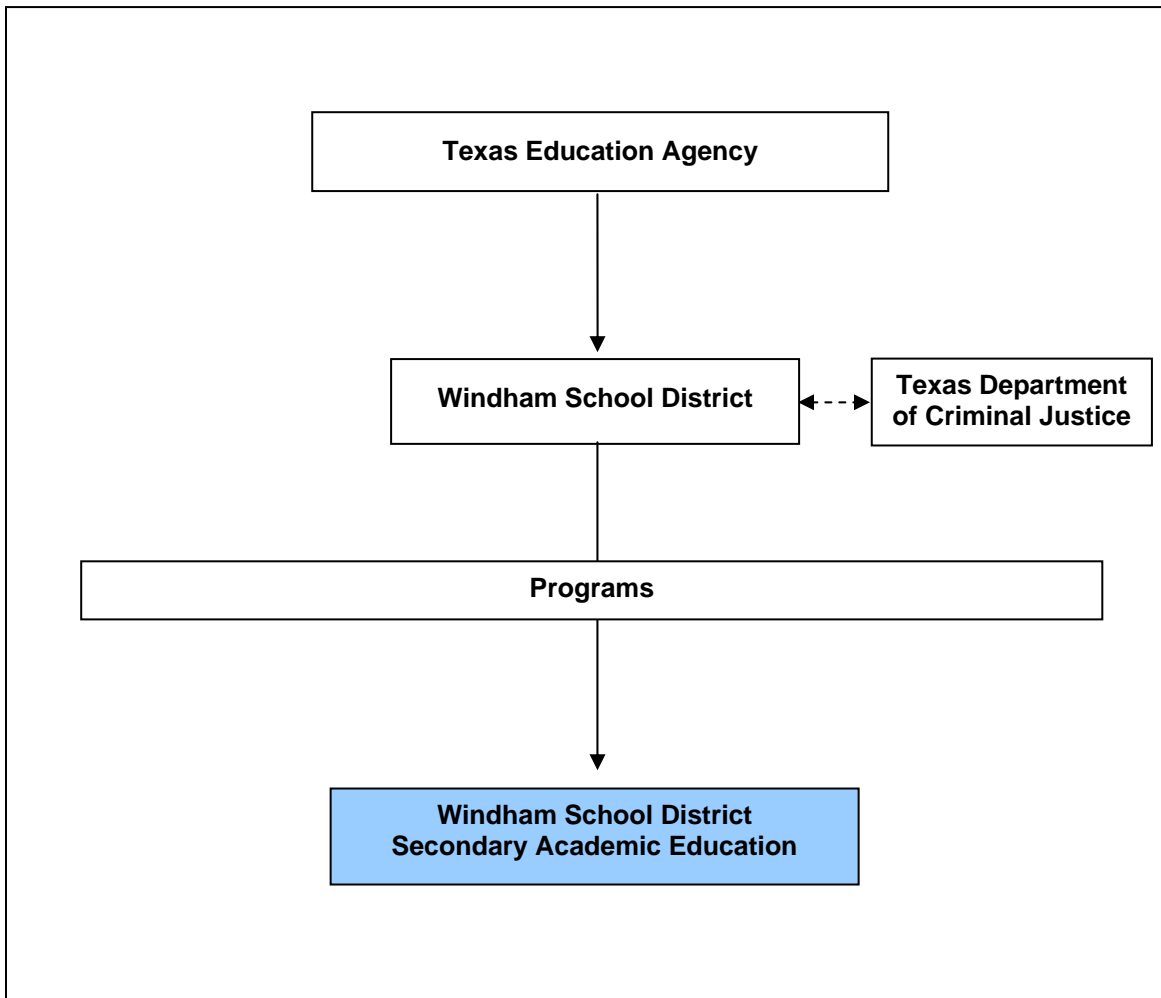 Texas Education Agency
Windham School District
Texas Department
of Criminal Justice
Programs
Windham School District
Secondary Academic Education